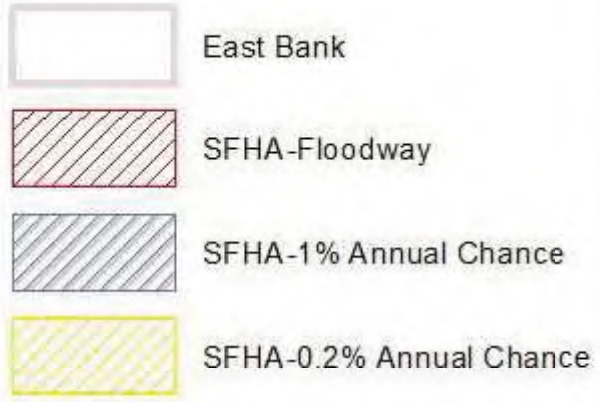 East Bank
SFHA-Floodway
SFHA-1% Annual Chance
SFHA-0.2% Annual Chance